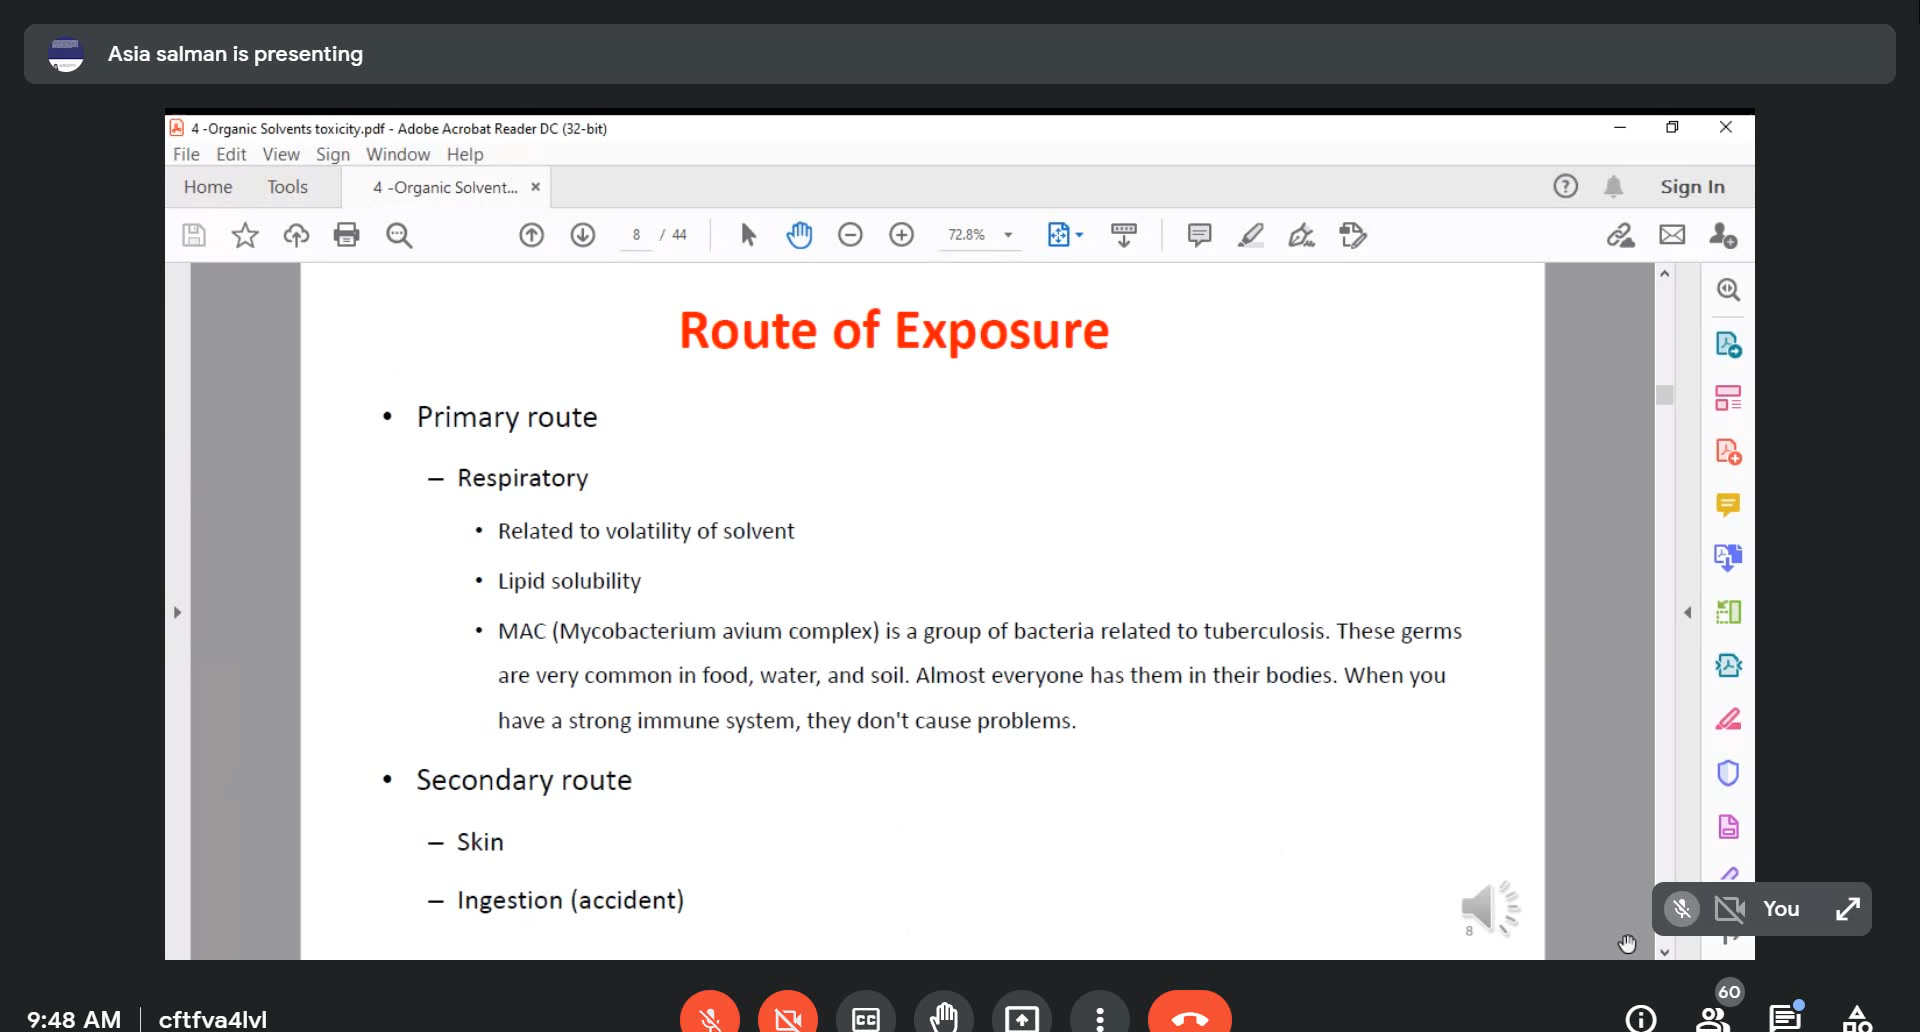 Asia salman is presenting
4 -Organic Solvents toxicity.pdf - Adobe Acrobat Reader DC (32-bit)
File Edit View Sign Window Help
Home Tools 4 -Organic Solvent... × Sign In
8 / 44 72.8%
Route of Exposure
• Primary route
– Respiratory
• Related to volatility of solvent
• Lipid solubility
• MAC (Mycobacterium avium complex) is a group of bacteria related to tuberculosis. These germs
are very common in food, water, and soil. Almost everyone has them in their bodies. When you
have a strong immune system, they don't cause problems.
• Secondary route
– Skin
– Ingestion (accident)
8
You
60
9:48 AM | cftfva4lvl
CC